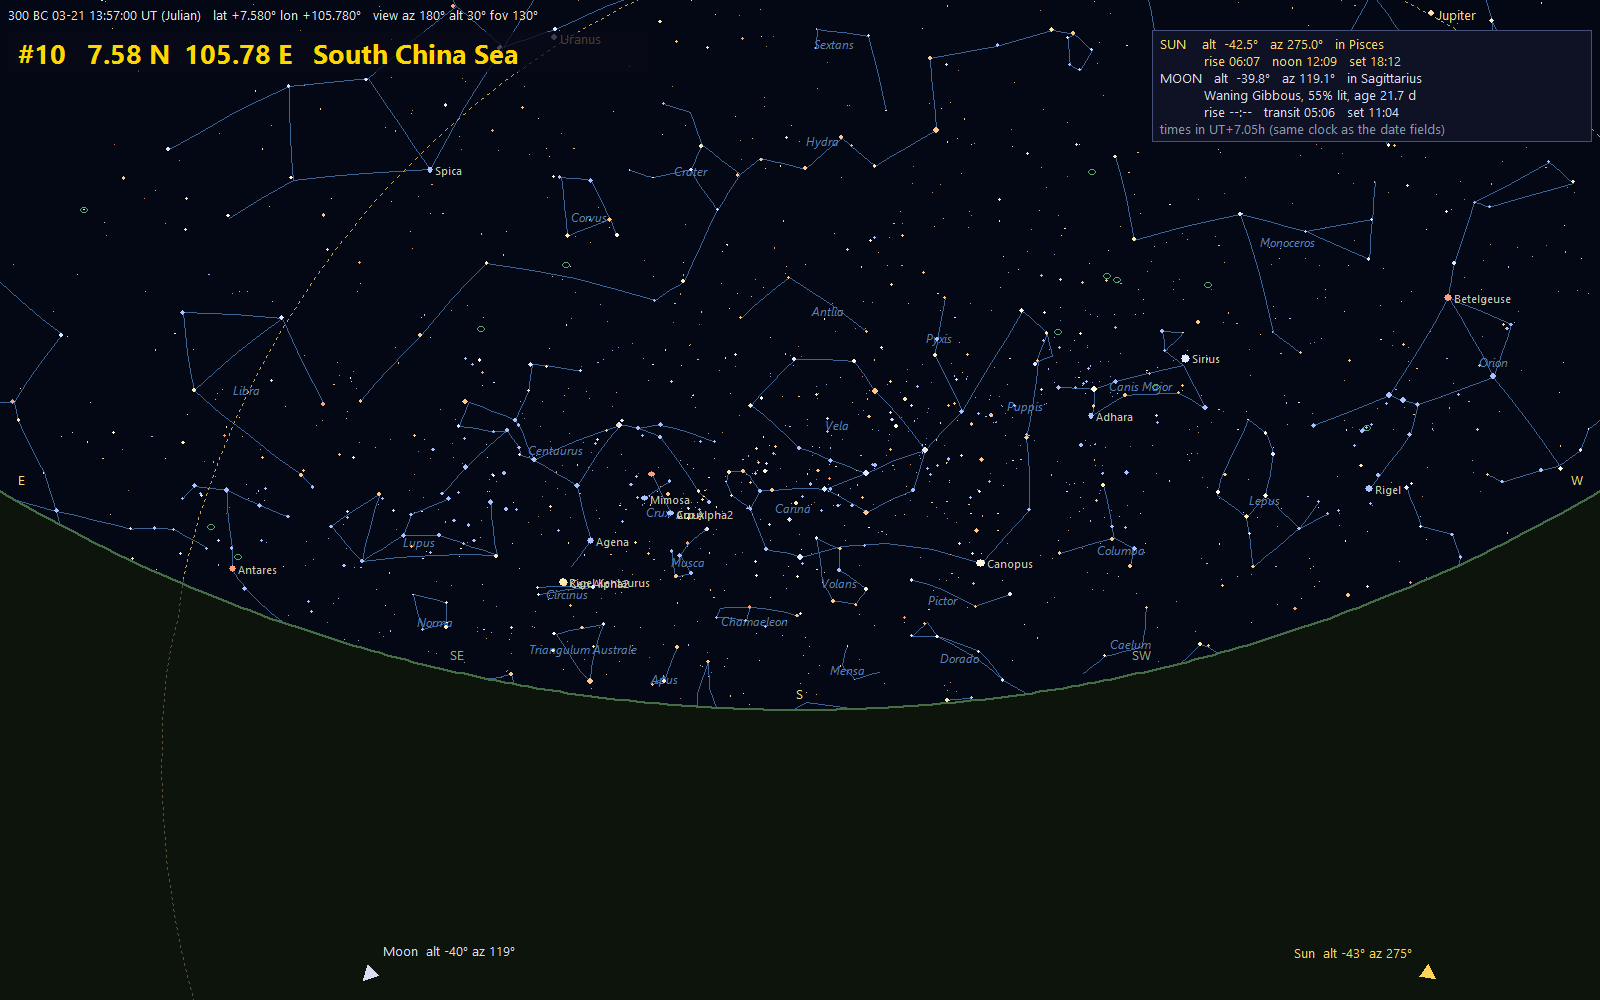 300 BC 03-21 13:57:00 UT (Julian)   lat +7.580° lon +105.780°   view az 180° alt 30° fov 130°
#10   7.58 N  105.78 E   South China Sea
Uranus
Jupiter
SUN    alt  -42.5°   az 275.0°   in Pisces
rise 06:07   noon 12:09   set 18:12
MOON   alt  -39.8°   az 119.1°   in Sagittarius
Waning Gibbous, 55% lit, age 21.7 d
rise --:--   transit 05:06   set 11:04
times in UT+7.05h (same clock as the date fields)
Sextans
Hydra
Crater
Spica
Corvus
Monoceros
Betelgeuse
Antlia
Pyxis
Sirius
Orion
Libra
Canis Major
Puppis
Adhara
Vela
Centaurus
E
W
Rigel
Mimosa
Lepus
Carina
Crux
Lupus
Agena
Columba
Musca
Canopus
Antares
Volans
Circinus
Pictor
Norma
Chamaeleon
Triangulum Australe
Caelum
SE
SW
Dorado
Mensa
Apus
S
Moon  alt -40° az 119°
Sun  alt -43° az 275°